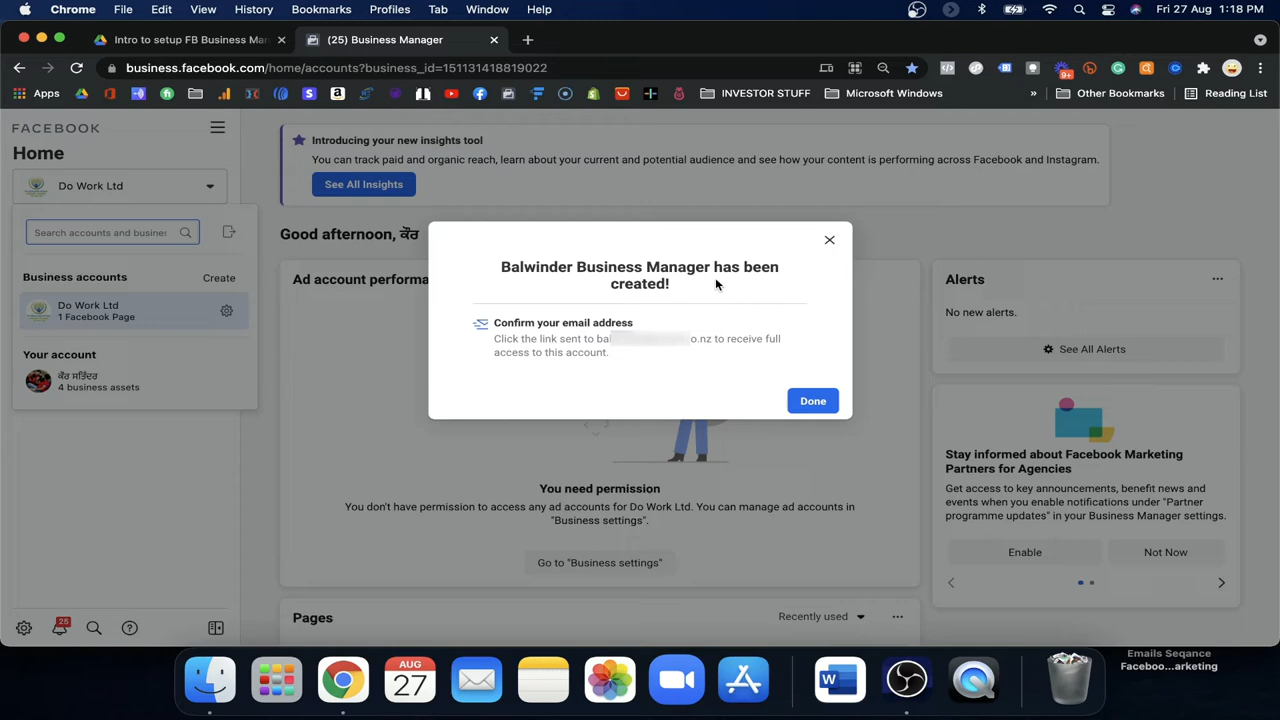 Chrome File Edit View History Bookmarks Profiles Tab Window Help Fri 27 Aug 1:18 PM
Intro to setup FB Business Mar (25) Business Manager
business.facebook.com/home/accounts?business_id=151131418819022
Apps INVESTOR STUFF Microsoft Windows Other Bookmarks Reading List
9+
FACEBOOK
Home
Do Work Ltd
Search accounts and busines
Business accounts Create
Do Work Ltd
1 Facebook Page
Your account
ਕੌਰ ਸਤਿੰਦਰ
4 business assets
25
Introducing your new insights tool
You can track paid and organic reach, learn about your current and potential audience and see how your content is performing across Facebook and Instagram.
See All Insights
Good afternoon, ਕੌਰ
Ad account performa
Balwinder Business Manager has been
created!
Confirm your email address
Click the link sent to bal o.nz to receive full
access to this account.
Done
You need permission
You don't have permission to access any ad accounts for Do Work Ltd. You can manage ad accounts in
"Business settings".
Go to "Business settings"
Pages Recently used
Alerts
No new alerts.
See All Alerts
Stay informed about Facebook Marketing
Partners for Agencies
Get access to key announcements, benefit news and
events when you enable notifications under "Partner
programme updates" in your Business Manager settings.
Enable Not Now
Emails Seqance
Faceboo...arketing
AUG
27